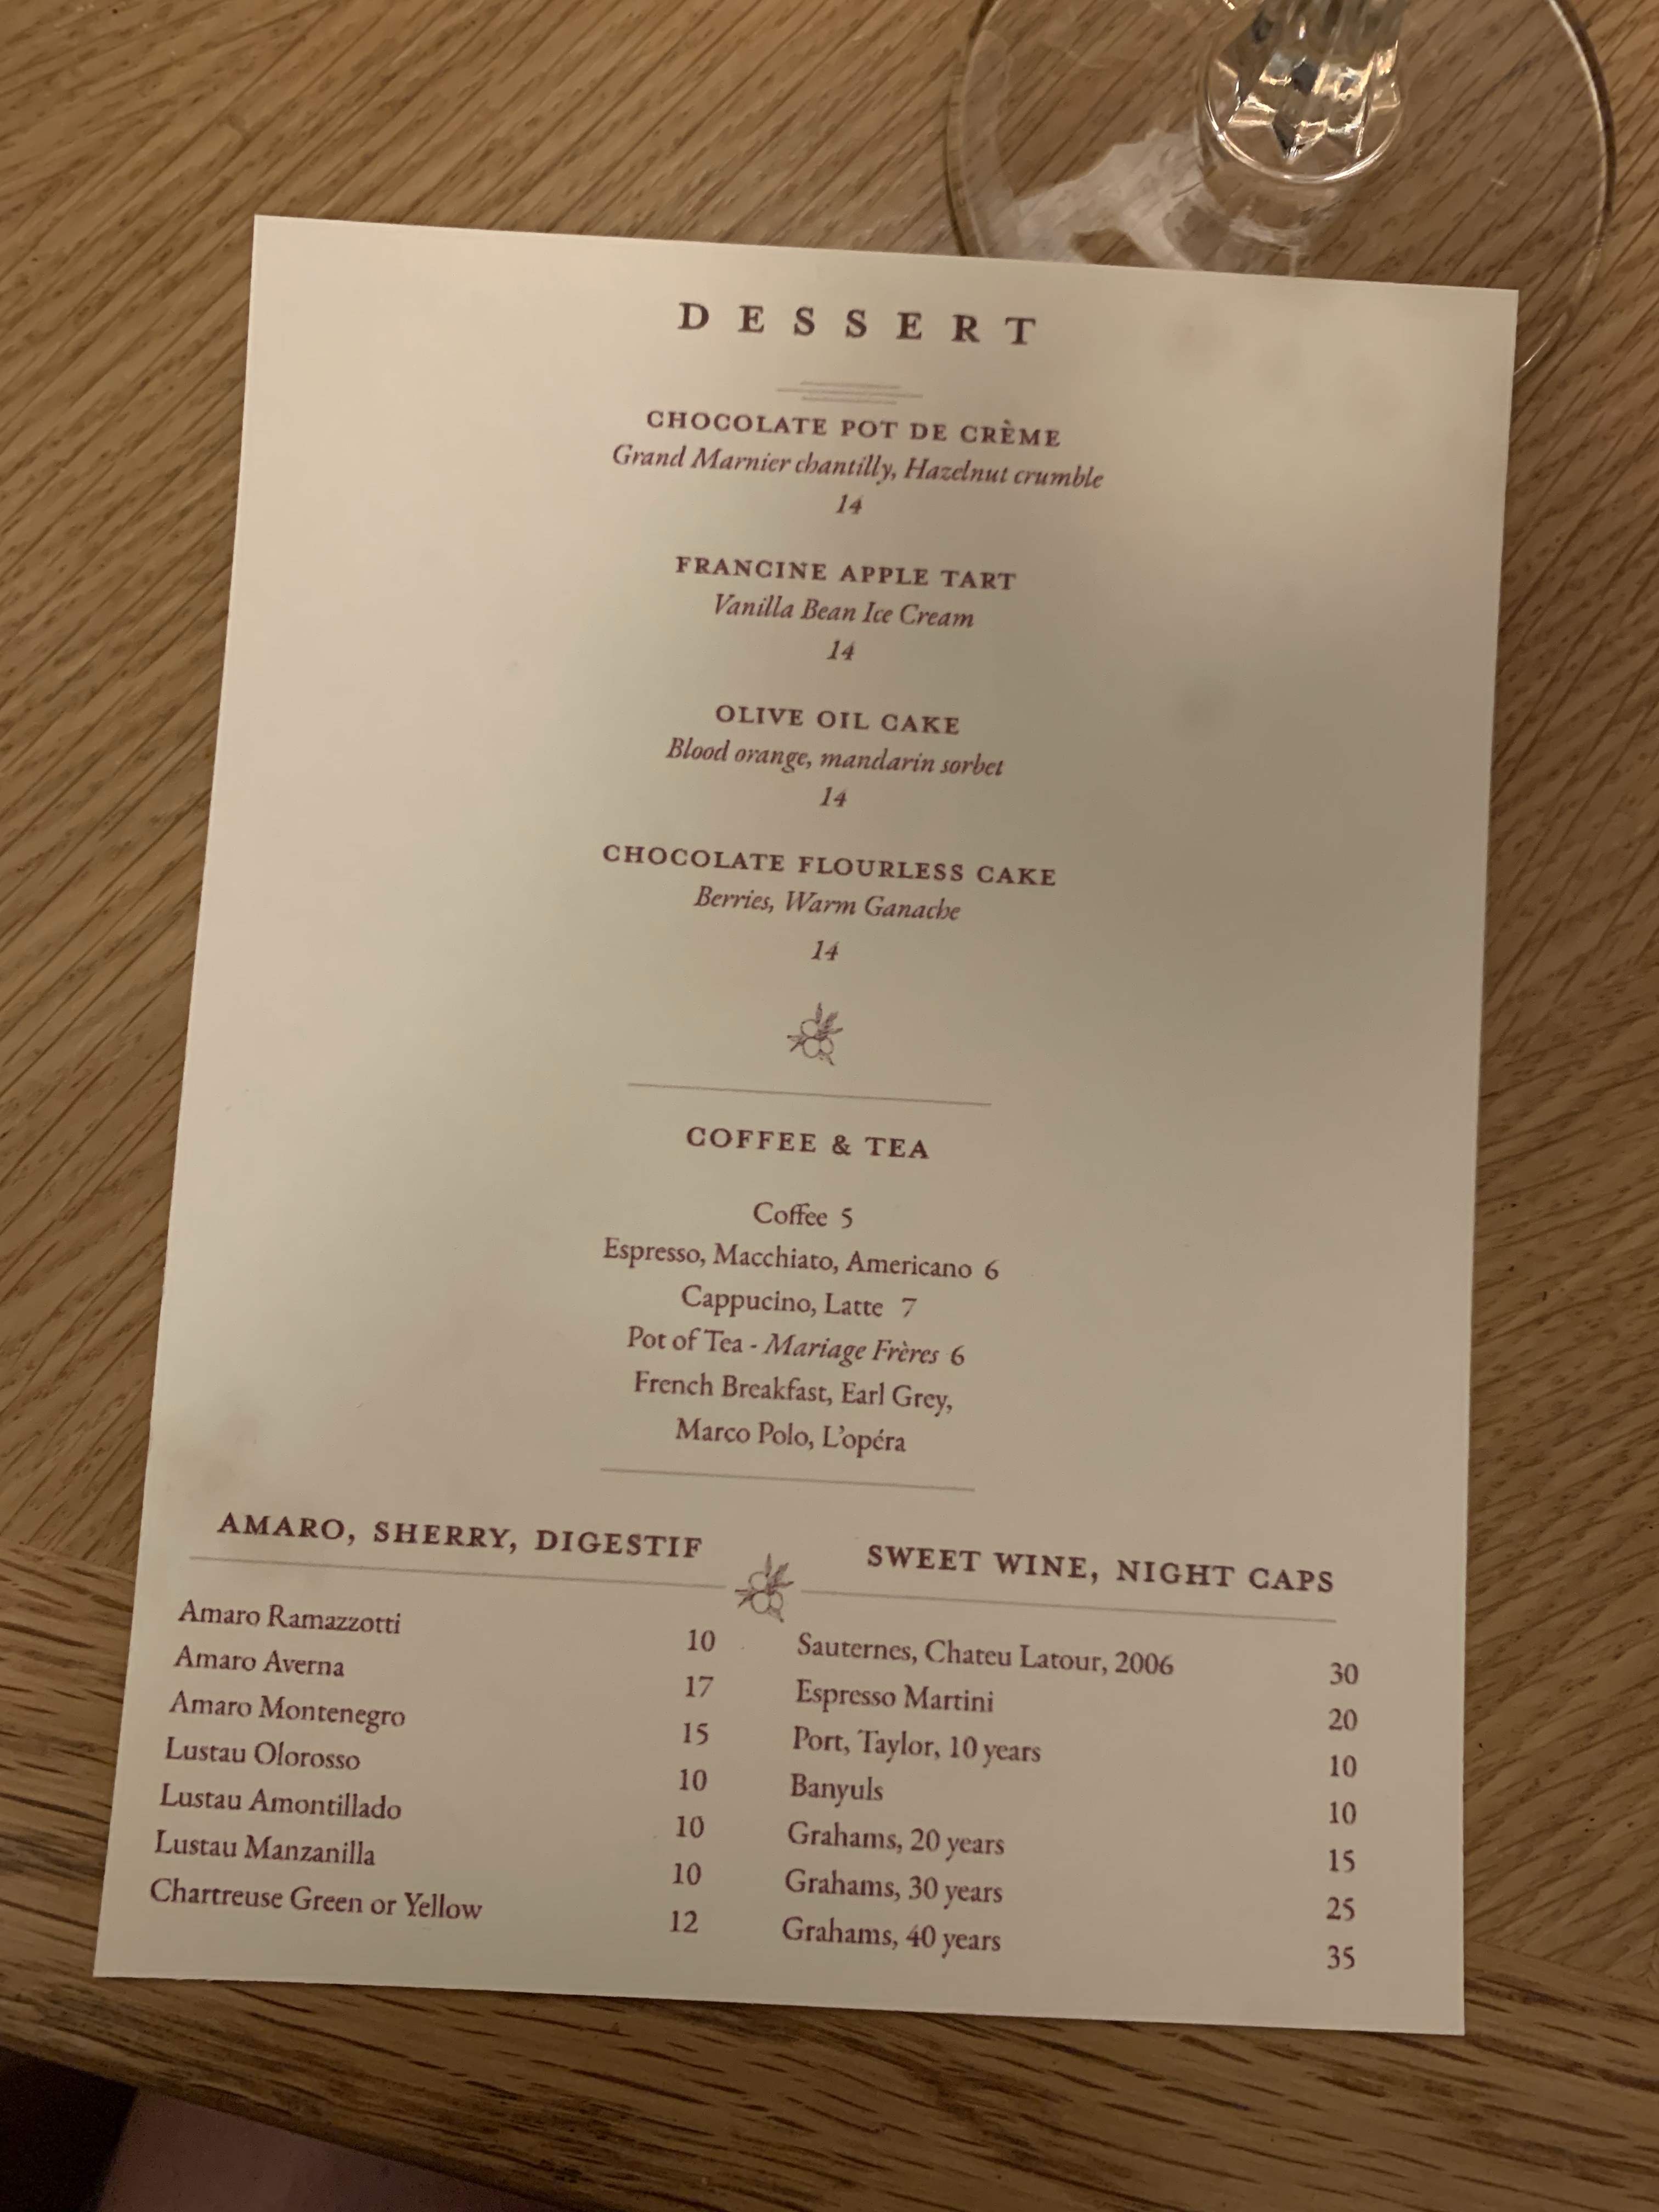 DESSERT
CHOCOLATE POT DE CRÈME
Grand Marnier chantilly, Hazelnut crumble
14
FRANCINE APPLE TART
Vanilla Bean Ice Cream
14
OLIVE OIL CAKE
Blood orange, mandarin sorbet
14
CHOCOLATE FLOURLESS CAKE
Berries, Warm Ganache
14
COFFEE & TEA
Coffee 5
Espresso, Macchiato, Americano 6
Cappucino, Latte 7
Pot of Tea - Mariage Frères 6
French Breakfast, Earl Grey,
Marco Polo, L'opéra
AMARO, SHERRY, DIGESTIF
Amaro Ramazzotti 10
Amaro Averna 17
Amaro Montenegro 15
Lustau Olorosso 10
Lustau Amontillado 10
Lustau Manzanilla 10
Chartreuse Green or Yellow 12
SWEET WINE, NIGHT CAPS
Sauternes, Chateu Latour, 2006 30
Espresso Martini 20
Port, Taylor, 10 years 10
Banyuls 10
Grahams, 20 years 15
Grahams, 30 years 25
Grahams, 40 years 35